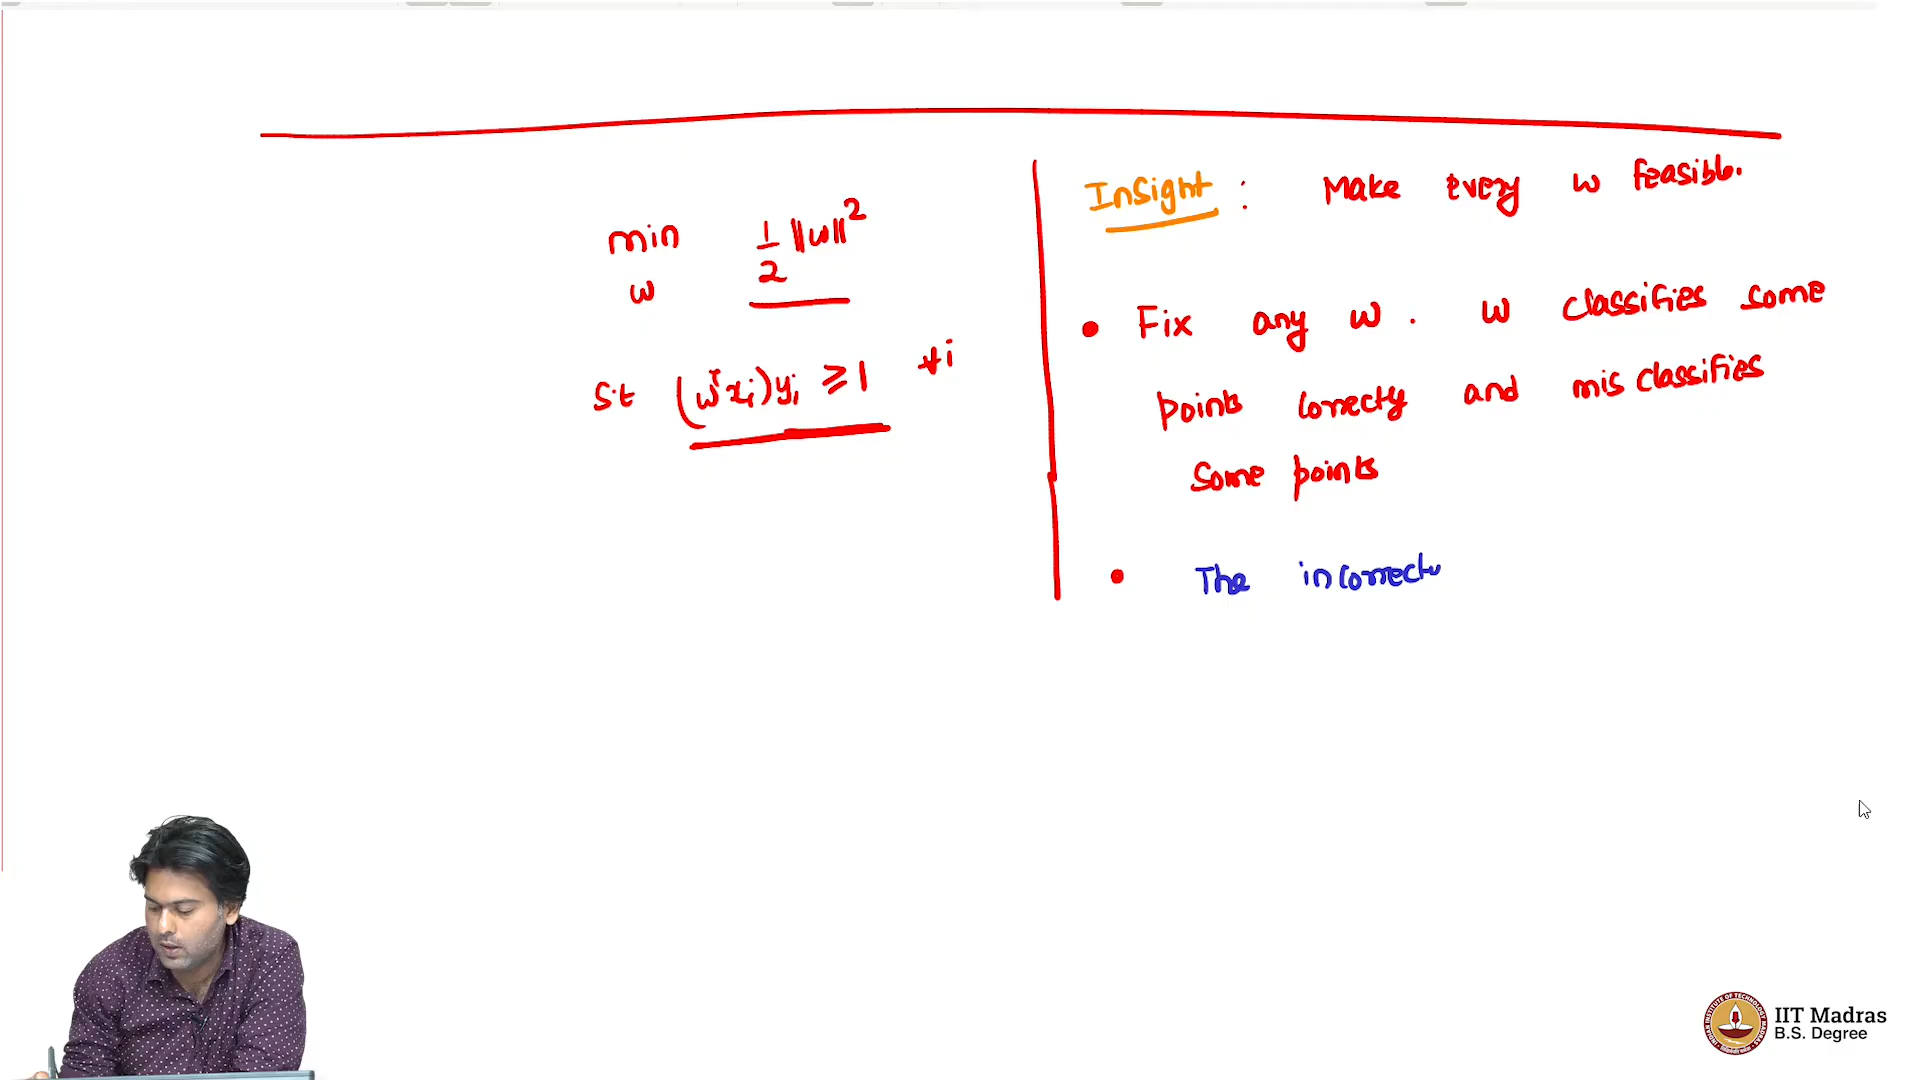 min 1/2 ||w||²
w
s.t (wᵀxᵢ)yᵢ ≥ 1 ∀i
Insight : Make every w feasible.
• Fix any w. w classifies some
points correctly and misclassifies
some points
• The incorrectly
IIT Madras
B.S. Degree